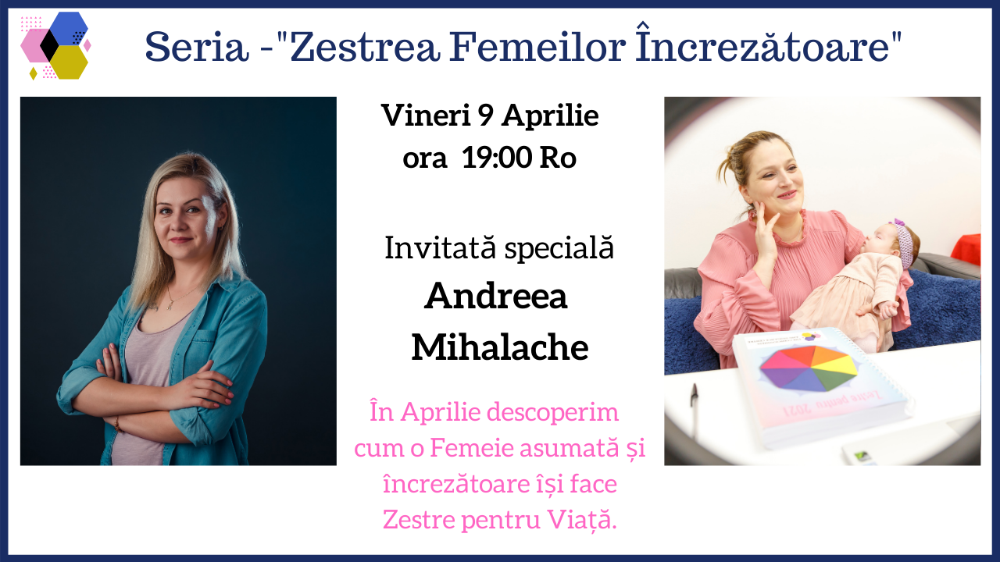 Seria -"Zestrea Femeilor Încrezătoare"
Vineri 9 Aprilie
ora 19:00 Ro
Invitată specială
Andreea
Mihalache
În Aprilie descoperim
cum o Femeie asumată și
încrezătoare își face
Zestre pentru Viață.
Zestre pentru 2021